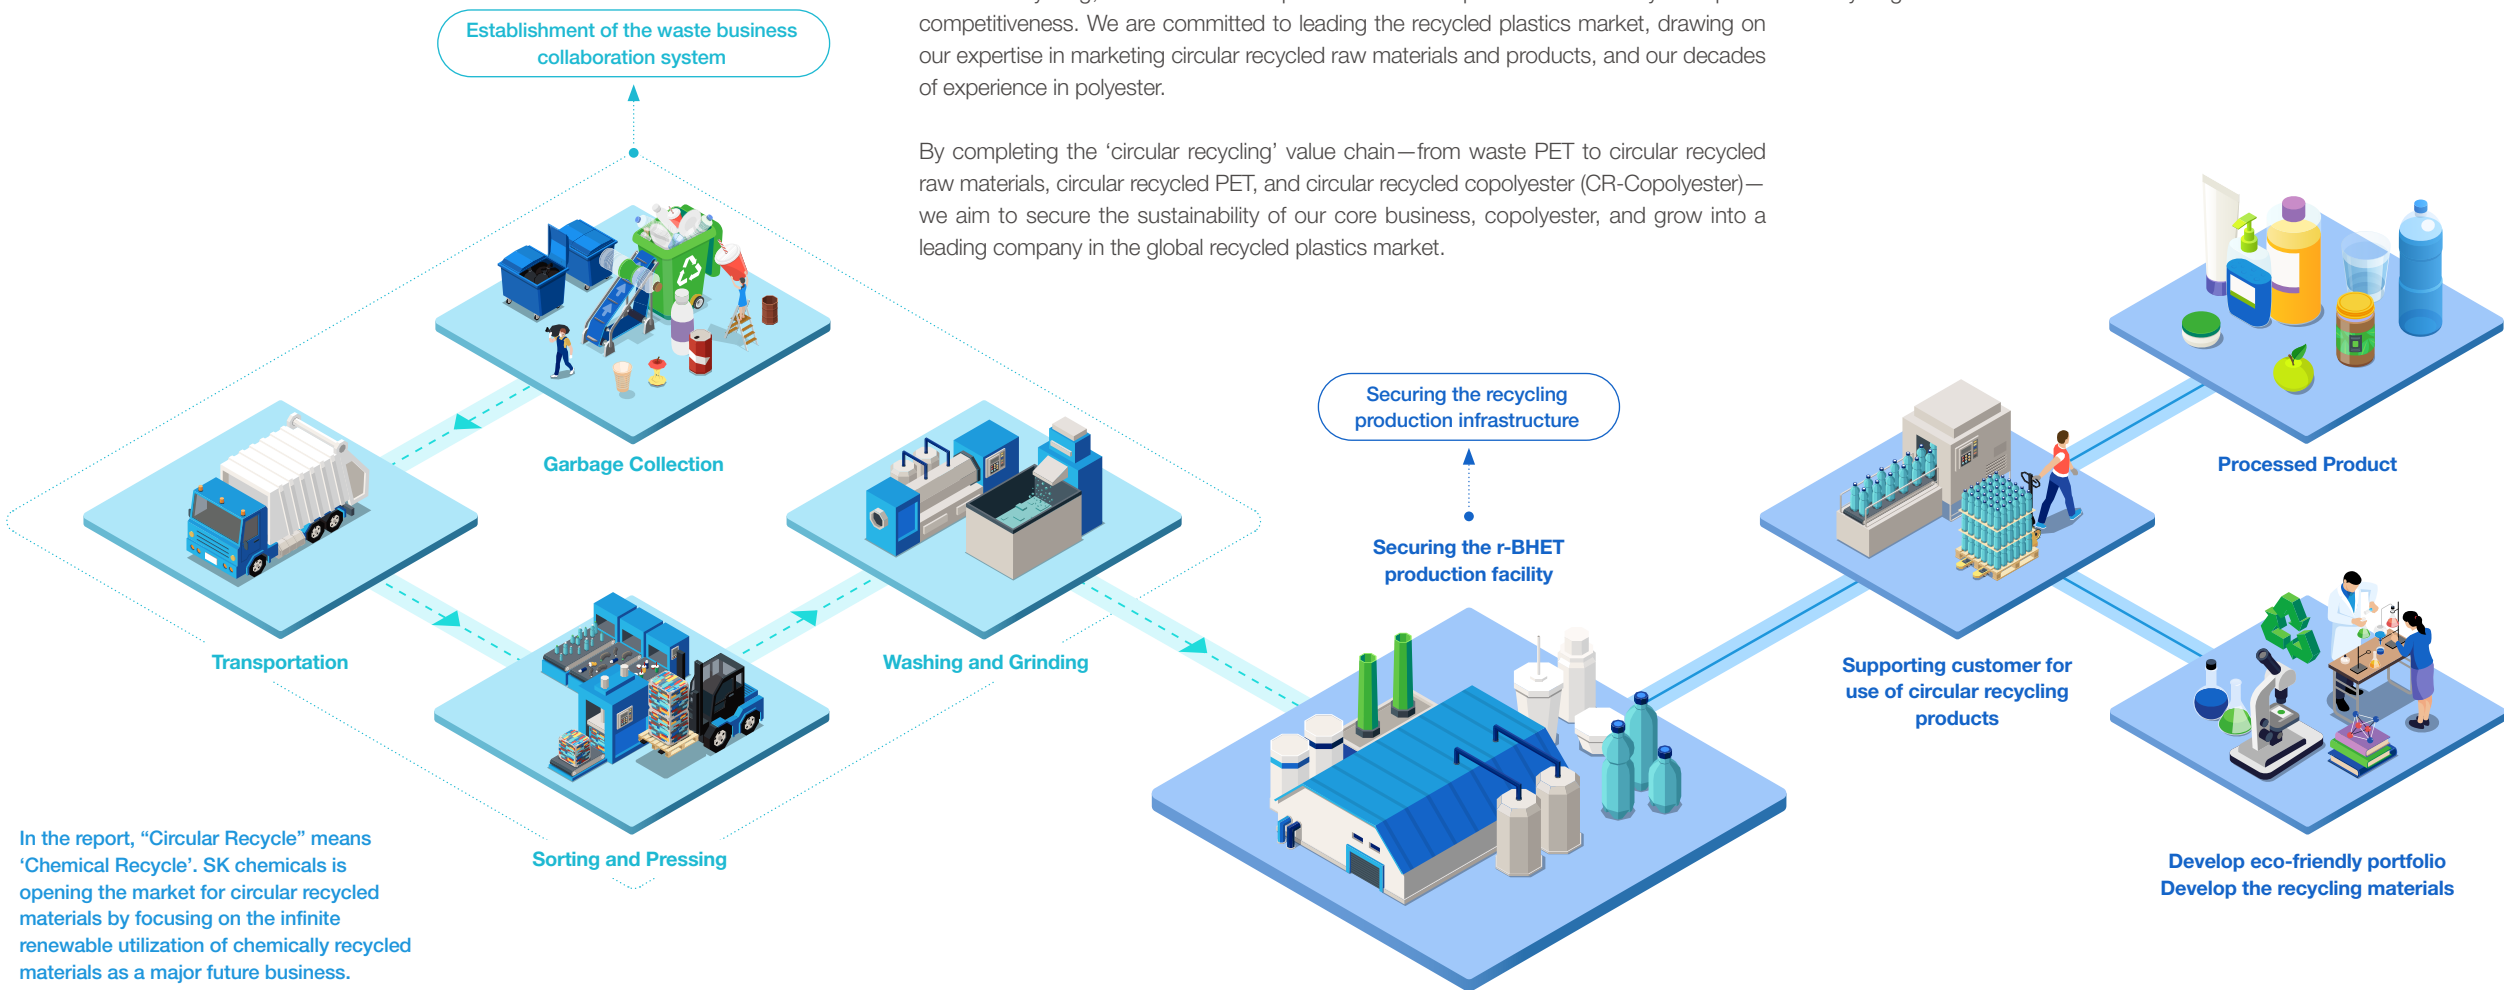 competitiveness. We are committed to leading the recycled plastics market, drawing on
our expertise in marketing circular recycled raw materials and products, and our decades
of experience in polyester.
By completing the ‘circular recycling’ value chain—from waste PET to circular recycled
raw materials, circular recycled PET, and circular recycled copolyester (CR-Copolyester)—
we aim to secure the sustainability of our core business, copolyester, and grow into a
leading company in the global recycled plastics market.
Establishment of the waste business
collaboration system
Garbage Collection
Transportation
Sorting and Pressing
Washing and Grinding
Securing the recycling
production infrastructure
Securing the r-BHET
production facility
Supporting customer for
use of circular recycling
products
Processed Product
Develop eco-friendly portfolio
Develop the recycling materials
In the report, “Circular Recycle” means
‘Chemical Recycle’. SK chemicals is
opening the market for circular recycled
materials by focusing on the infinite
renewable utilization of chemically recycled
materials as a major future business.